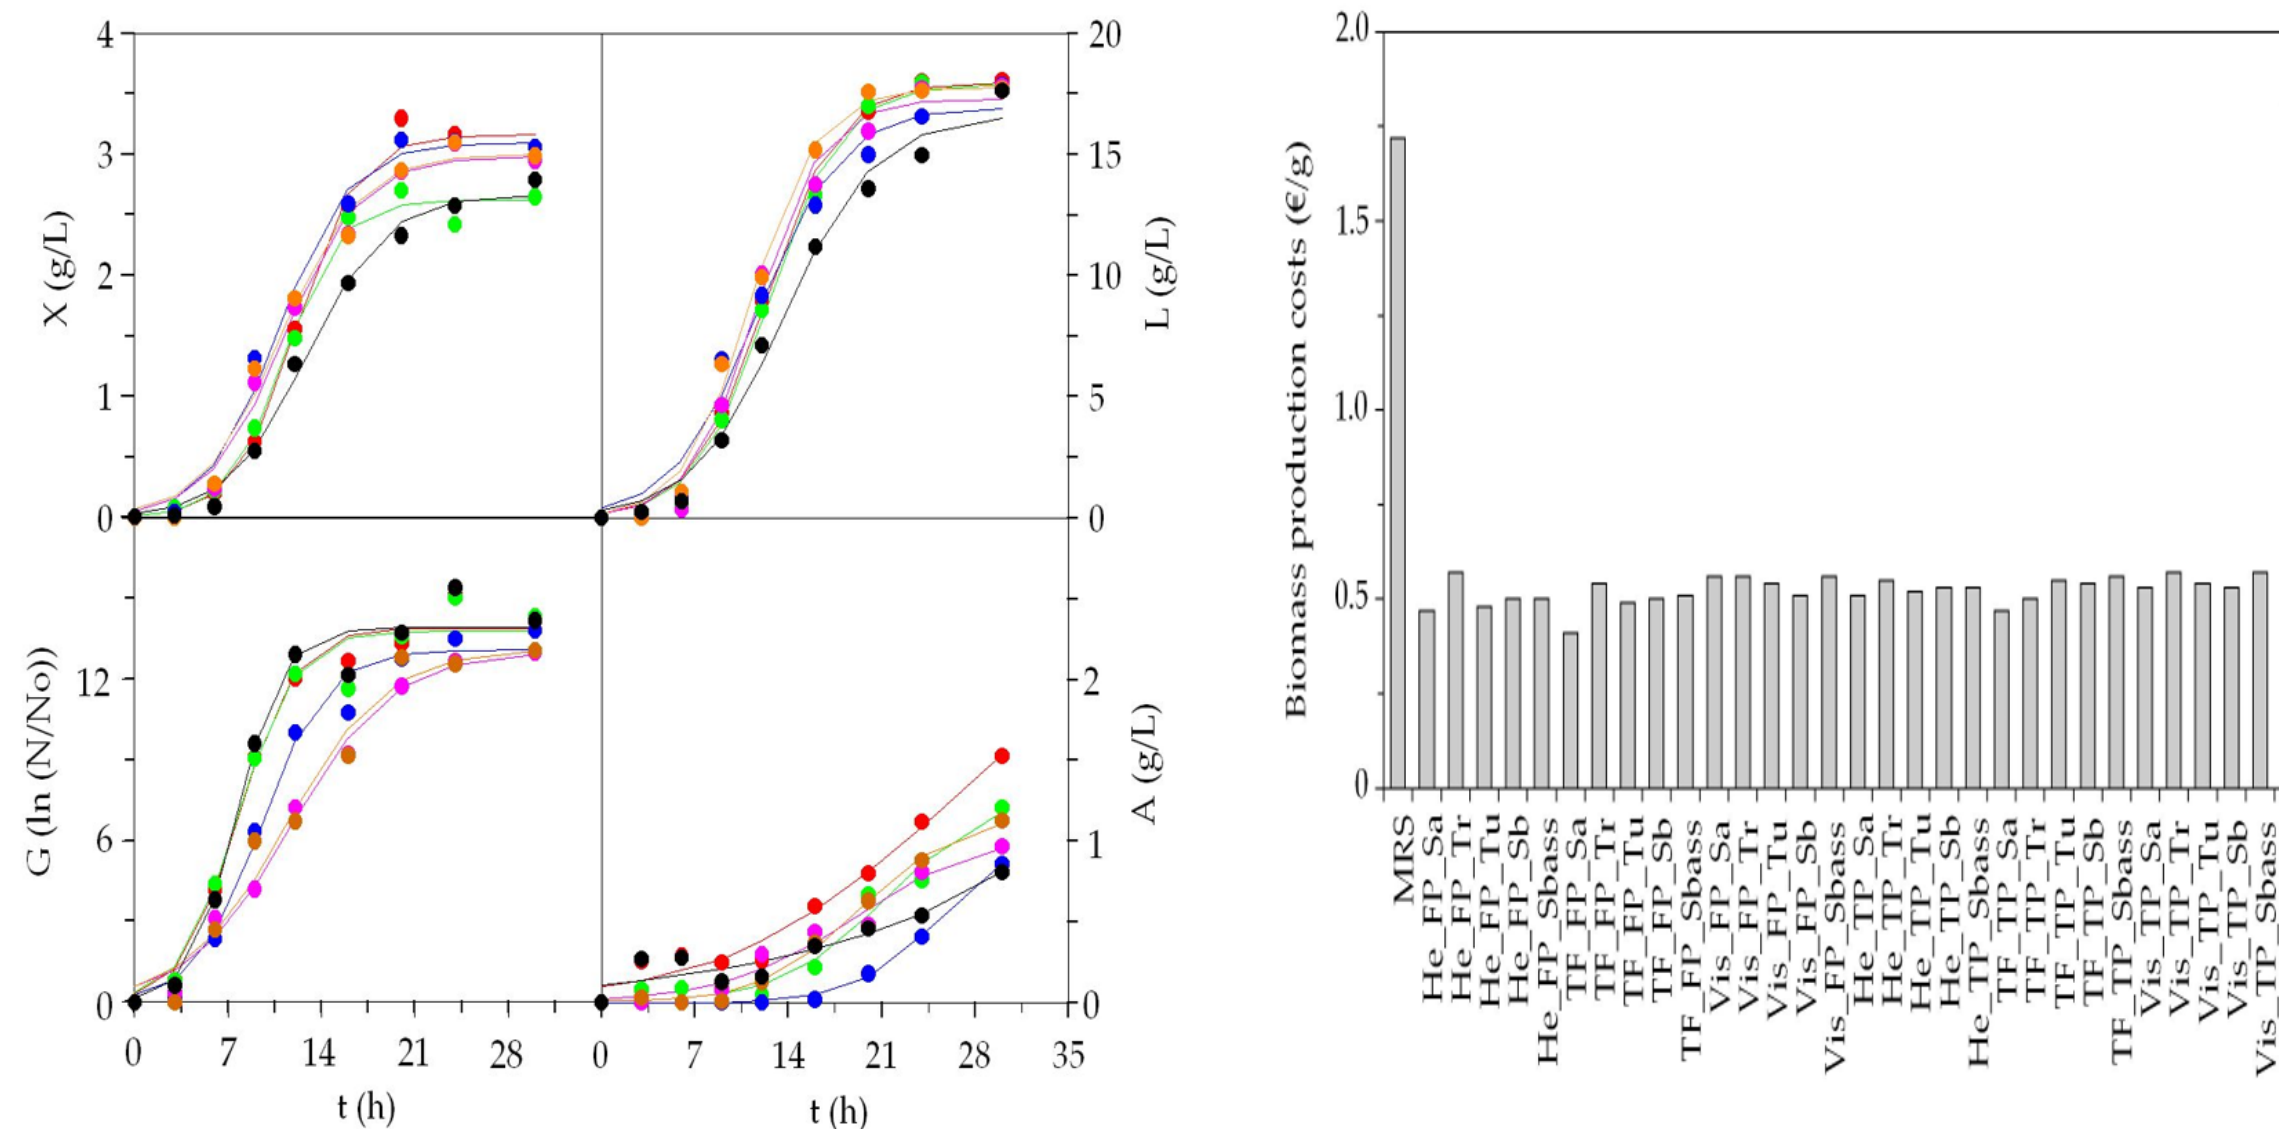 4
3
2
1
0
X (g/L)
20
15
10
5
0
L (g/L)
12
6
0
G (ln (N/No))
2
1
0
A (g/L)
0 7 14 21 28
0 7 14 21 28 35
t (h)
t (h)
2.0
1.5
1.0
0.5
0
Biomass production costs (€/g)
MRS
He_FP_Sa
He_FP_Tr
He_FP_Tu
He_FP_Sb
He_FP_Sbass
TF_FP_Sa
TF_FP_Tr
TF_FP_Tu
TF_FP_Sb
TF_FP_Sbass
Vis_FP_Sa
Vis_FP_Tr
Vis_FP_Tu
Vis_FP_Sb
Vis_FP_Sbass
He_TP_Sa
He_TP_Tr
He_TP_Tu
He_TP_Sb
He_TP_Sbass
TF_TP_Sa
TF_TP_Tr
TF_TP_Tu
TF_TP_Sb
TF_TP_Sbass
Vis_TP_Sa
Vis_TP_Tr
Vis_TP_Tu
Vis_TP_Sb
Vis_TP_Sbass